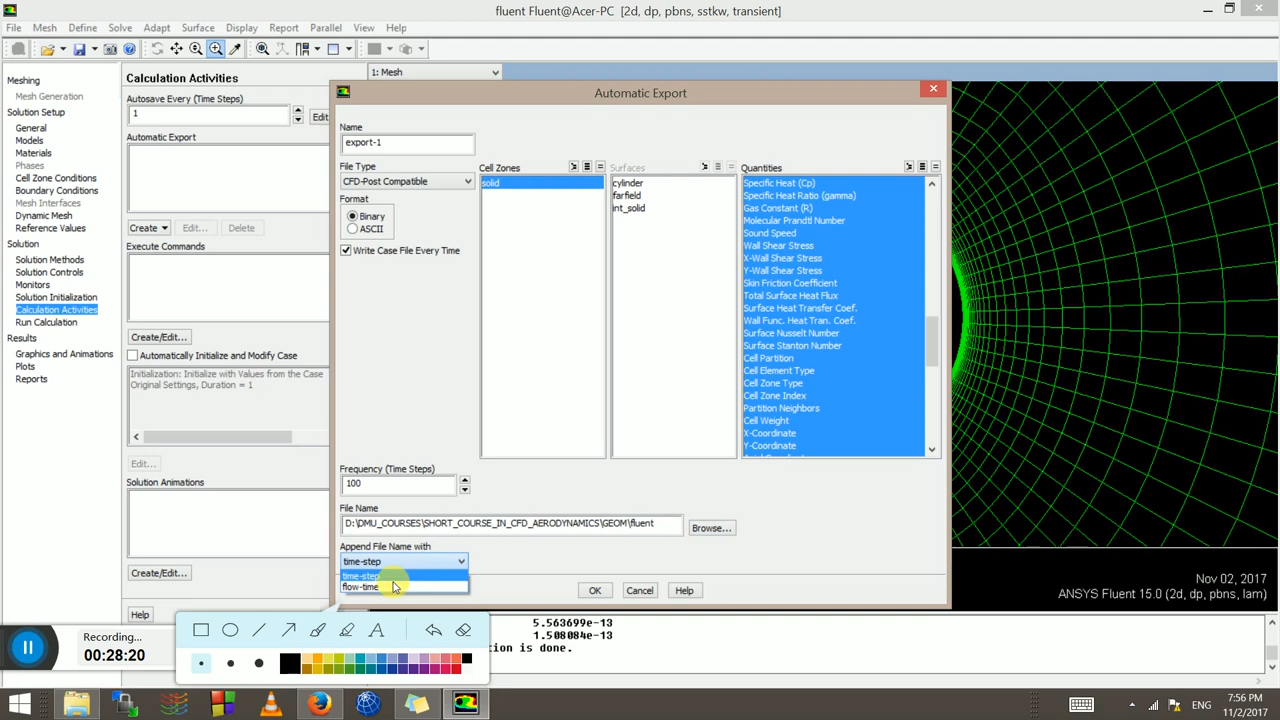 fluent Fluent@Acer-PC [2d, dp, pbns, sstkw, transient]
File Mesh Define Solve Adapt Surface Display Report Parallel View Help
Meshing
Mesh Generation
Solution Setup
General
Models
Materials
Phases
Cell Zone Conditions
Boundary Conditions
Mesh Interfaces
Dynamic Mesh
Reference Values
Solution
Solution Methods
Solution Controls
Monitors
Solution Initialization
Calculation Activities
Run Calculation
Results
Graphics and Animations
Plots
Reports
Calculation Activities
Autosave Every (Time Steps)
1
Edit
Automatic Export
Create
Edit...
Delete
Execute Commands
Create/Edit...
Automatically Initialize and Modify Case
Initialization: Initialize with Values from the Case
Original Settings, Duration = 1
Edit...
Solution Animations
Create/Edit...
Help
1: Mesh
Automatic Export
Name
export-1
File Type
CFD-Post Compatible
Format
Binary
ASCII
Write Case File Every Time
Cell Zones
solid
Surfaces
cylinder
farfield
int_solid
Quantities
Specific Heat (Cp)
Specific Heat Ratio (gamma)
Gas Constant (R)
Molecular Prandtl Number
Sound Speed
Wall Shear Stress
X-Wall Shear Stress
Y-Wall Shear Stress
Skin Friction Coefficient
Total Surface Heat Flux
Surface Heat Transfer Coef.
Wall Func. Heat Tran. Coef.
Surface Nusselt Number
Surface Stanton Number
Cell Partition
Cell Element Type
Cell Zone Type
Cell Zone Index
Partition Neighbors
Cell Weight
X-Coordinate
Y-Coordinate
Frequency (Time Steps)
100
File Name
D:\DMU_COURSES\SHORT_COURSE_IN_CFD_AERODYNAMICS\GEOM\fluent
Browse...
Append File Name with
time-step
time-step
flow-time
OK
Cancel
Help
Nov 02, 2017
ANSYS Fluent 15.0 (2d, dp, pbns, lam)
5.563699e-13
1.508084e-13
tion is done.
Recording...
00:28:20
A
ENG
7:56 PM
11/2/2017